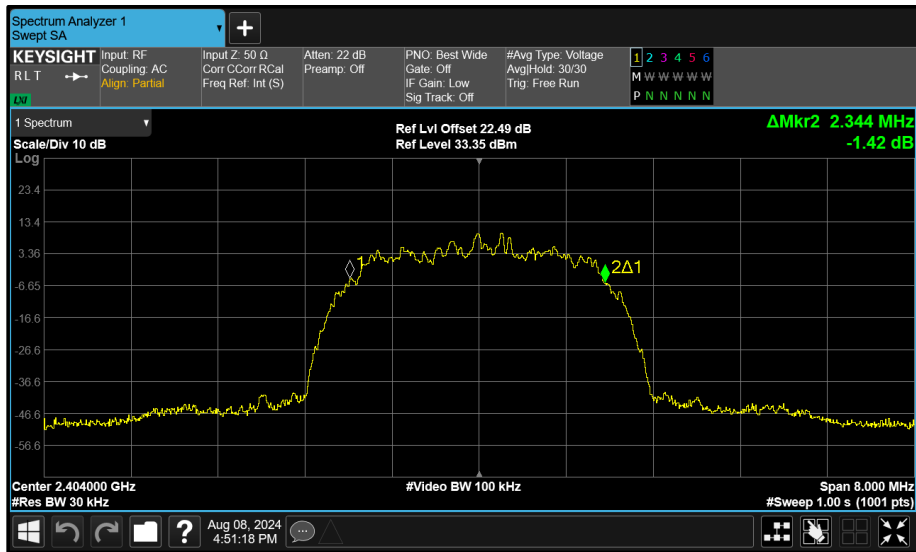 Spectrum Analyzer 1
Swept SA
+
KEYSIGHT
R L T
LXI
Input: RF
Coupling: AC
Align: Partial
Input Z: 50 Ω
Corr CCorr RCal
Freq Ref: Int (S)
Atten: 22 dB
Preamp: Off
PNO: Best Wide
Gate: Off
IF Gain: Low
Sig Track: Off
#Avg Type: Voltage
Avg|Hold: 30/30
Trig: Free Run
1 2 3 4 5 6
M W W W W W
P N N N N N
1 Spectrum
Scale/Div 10 dB
Ref Lvl Offset 22.49 dB
Ref Level 33.35 dBm
ΔMkr2 2.344 MHz
-1.42 dB
Log
23.4
13.4
3.36
-6.65
-16.6
-26.6
-36.6
-46.6
-56.6
1
2Δ1
Center 2.404000 GHz
#Video BW 100 kHz
Span 8.000 MHz
#Res BW 30 kHz
#Sweep 1.00 s (1001 pts)
?
Aug 08, 2024
4:51:18 PM